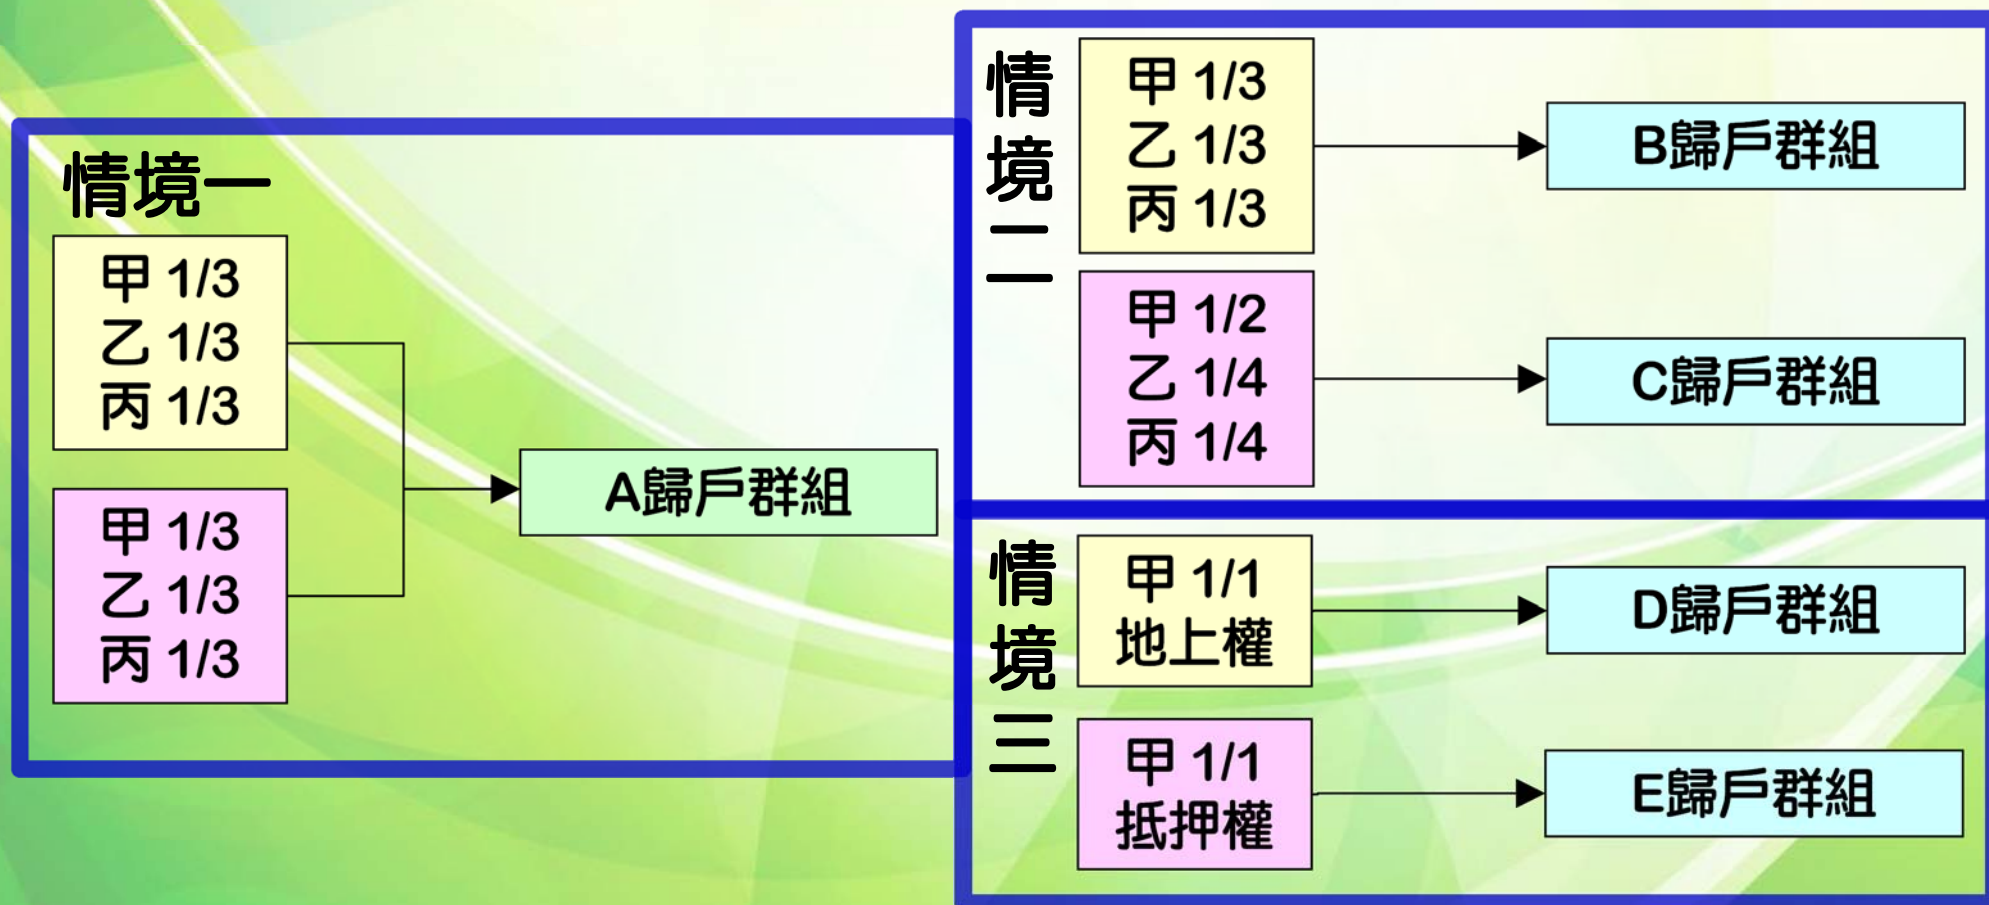 情境一
甲 1/3
乙 1/3
丙 1/3
甲 1/3
乙 1/3
丙 1/3
A歸戶群組
情境二
甲 1/3
乙 1/3
丙 1/3
B歸戶群組
甲 1/2
乙 1/4
丙 1/4
C歸戶群組
情境三
甲 1/1
地上權
D歸戶群組
甲 1/1
抵押權
E歸戶群組